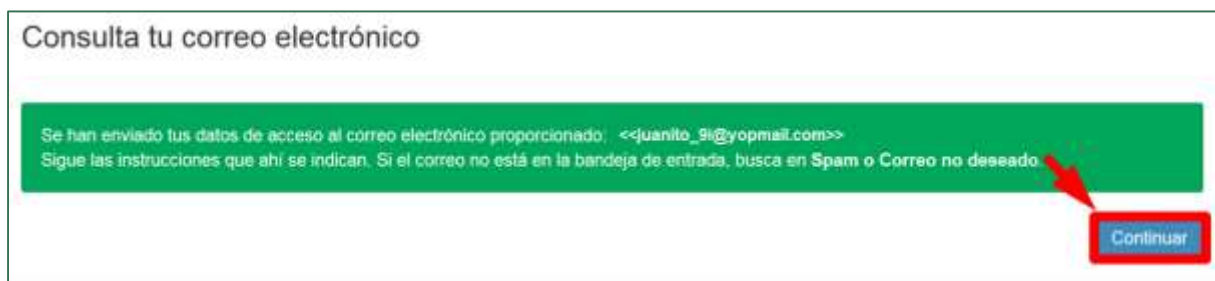 Consulta tu correo electrónico
Se han enviado tus datos de acceso al correo electrónico proporcionado: <<juanito_9i@yopmail.com>>
Sigue las instrucciones que ahí se indican. Si el correo no está en la bandeja de entrada, busca en Spam o Correo no deseado
Continuar